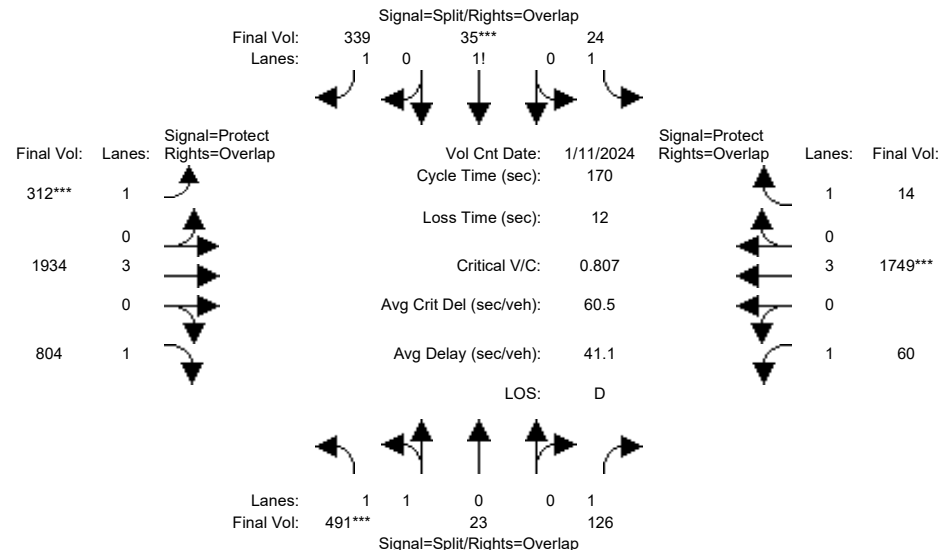 Signal=Split/Rights=Overlap
Final Vol: 339 35*** 24
Lanes: 1 0 1! 0 1
Signal=Protect Signal=Protect
Final Vol: Lanes: Rights=Overlap Vol Cnt Date: 1/11/2024 Rights=Overlap Lanes: Final Vol:
Cycle Time (sec): 170
312*** 1 1 14
Loss Time (sec): 12
0 0
1934 3 Critical V/C: 0.807 3 1749***
0 Avg Crit Del (sec/veh): 60.5 0
804 1 Avg Delay (sec/veh): 41.1 1 60
LOS: D
Lanes: 1 1 0 0 1
Final Vol: 491*** 23 126
Signal=Split/Rights=Overlap